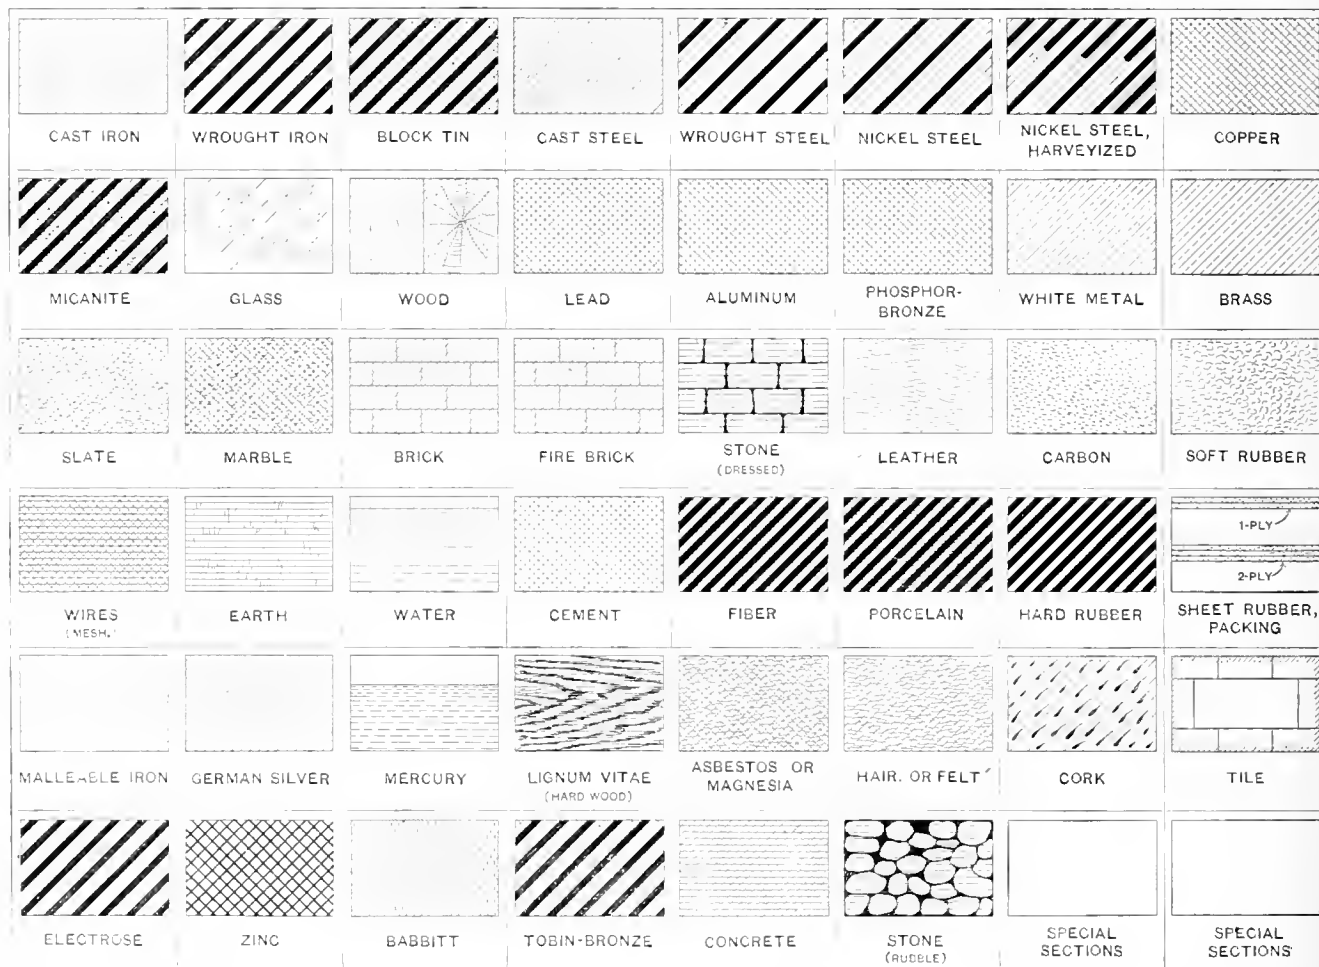 CAST IRON
WROUGHT IRON
BLOCK TIN
CAST STEEL
WROUGHT STEEL
NICKEL STEEL
NICKEL STEEL,
HARVEYIZED
COPPER
MICANITE
GLASS
WOOD
LEAD
ALUMINUM
PHOSPHOR-
BRONZE
WHITE METAL
BRASS
SLATE
MARBLE
BRICK
FIRE BRICK
STONE
(DRESSED)
LEATHER
CARBON
SOFT RUBBER
WIRES
(MESH.)
EARTH
WATER
CEMENT
FIBER
PORCELAIN
HARD RUBBER
1-PLY
2-PLY
SHEET RUBBER,
PACKING
MALLEABLE IRON
GERMAN SILVER
MERCURY
LIGNUM VITAE
(HARD WOOD)
ASBESTOS OR
MAGNESIA
HAIR. OR FELT
CORK
TILE
ELECTROSE
ZINC
BABBITT
TOBIN-BRONZE
CONCRETE
STONE
(RUBBLE)
SPECIAL
SECTIONS
SPECIAL
SECTIONS